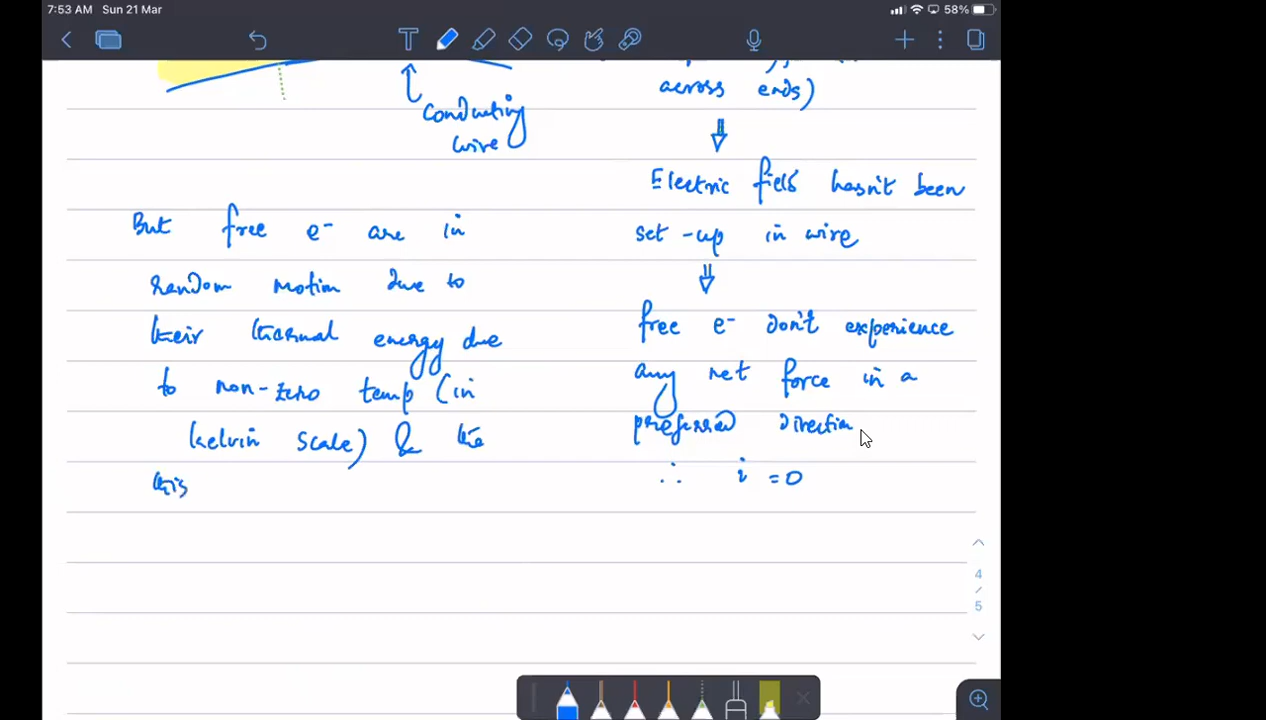 7:53 AM Sun 21 Mar
58%
T
conducting
wire
But free e- are in
random motion due to
their thermal energy due
to non-zero temp (in
kelvin scale) & the
this
across ends)
⇓
Electric field hasn't been
set-up in wire
⇓
free e- don't experience
any net force in a
preferred direction
∴ i = 0
4
/
5